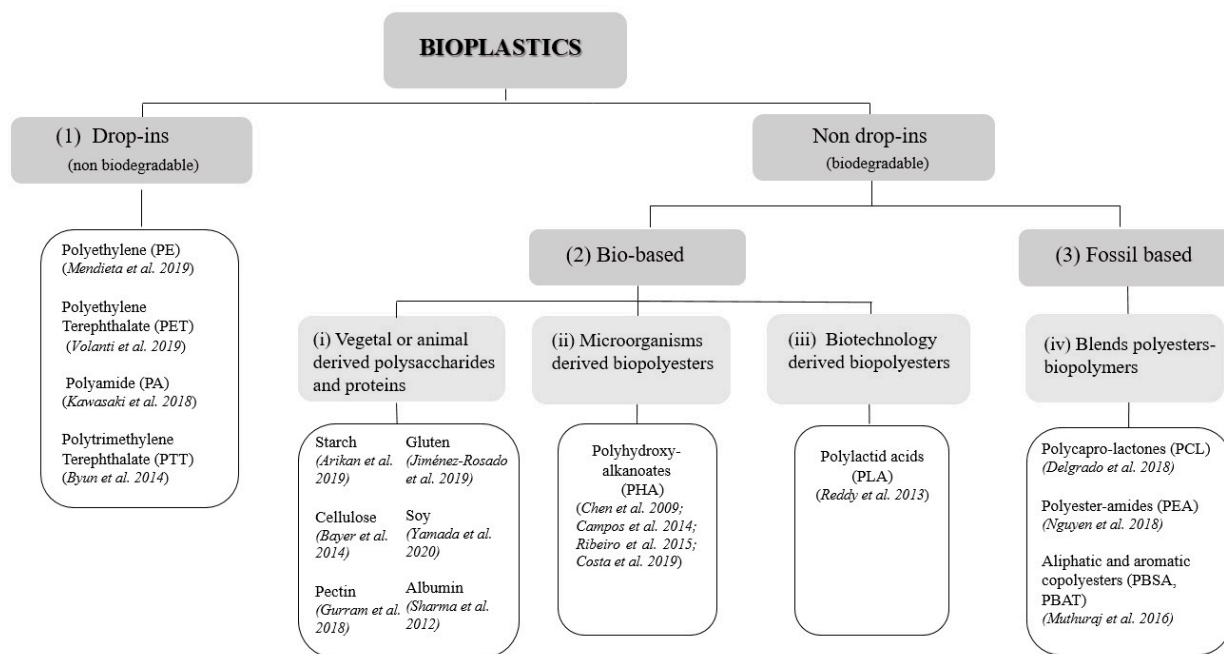 BIOPLASTICS
(1) Drop-ins
(non biodegradable)
Non drop-ins
(biodegradable)
Polyethylene (PE)
(Mendieta et al. 2019)
Polyethylene
Terephthalate (PET)
(Volanti et al. 2019)
Polyamide (PA)
(Kawasaki et al. 2018)
Polytrimethylene
Terephthalate (PTT)
(Byun et al. 2014)
(2) Bio-based
(3) Fossil based
(i) Vegetal or animal
derived polysaccharides
and proteins
(ii) Microorganisms
derived biopolyesters
(iii) Biotechnology
derived biopolyesters
(iv) Blends polyesters-
biopolymers
Starch
(Arikan et al.
2019)
Cellulose
(Bayer et al.
2014)
Pectin
(Gurram et al.
2018)
Gluten
(Jiménez-Rosado
et al. 2019)
Soy
(Yamada et al.
2020)
Albumin
(Sharma et al.
2012)
Polyhydroxy-
alkanoates
(PHA)
(Chen et al. 2009;
Campos et al. 2014;
Ribeiro et al. 2015;
Costa et al. 2019)
Polylactid acids
(PLA)
(Reddy et al. 2013)
Polycapro-lactones (PCL)
(Delgrado et al. 2018)
Polyester-amides (PEA)
(Nguyen et al. 2018)
Aliphatic and aromatic
copolyesters (PBSA,
PBAT)
(Muthuraj et al. 2016)